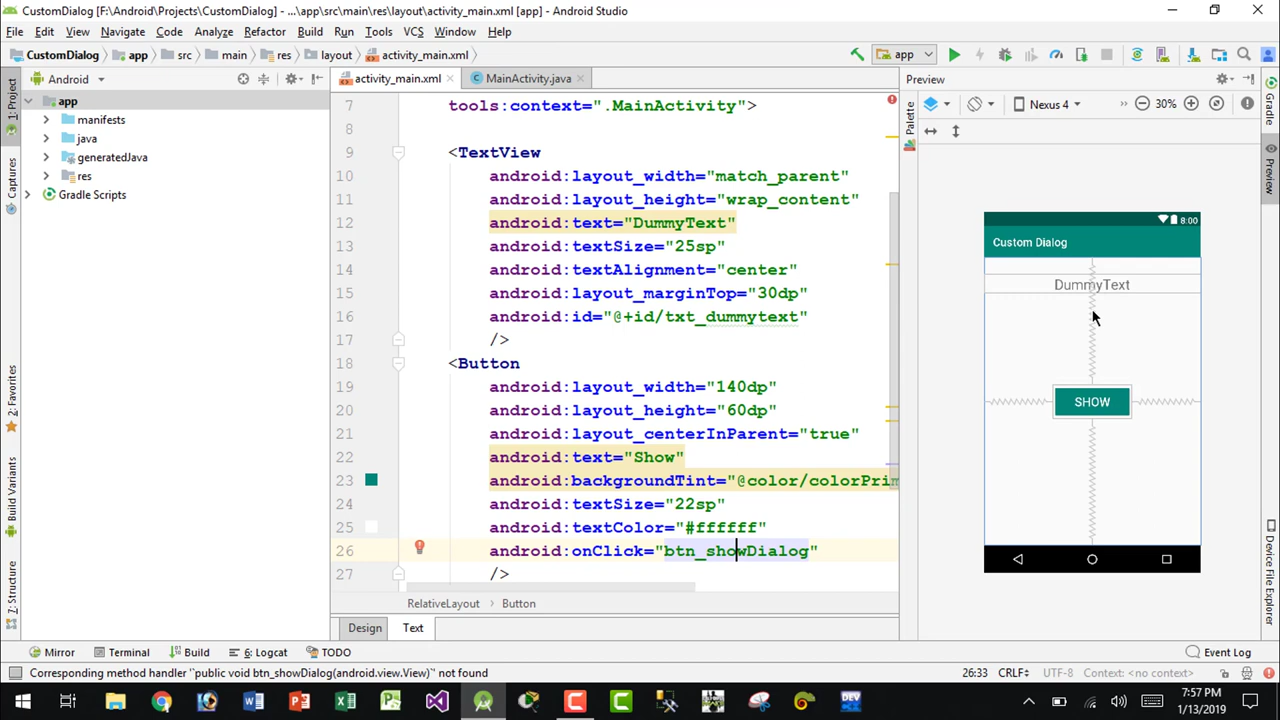 CustomDialog [F:\Android\Projects\CustomDialog] - ...\app\src\main\res\layout\activity_main.xml [app] - Android Studio
File Edit View Navigate Code Analyze Refactor Build Run Tools VCS Window Help
CustomDialog app src main res layout activity_main.xml app
Android activity_main.xml MainActivity.java Preview
1: Project
Captures
2: Favorites
Build Variants
7: Structure
app
manifests
java
generatedJava
res
Gradle Scripts
7 tools:context=".MainActivity">
8
9 <TextView
10 android:layout_width="match_parent"
11 android:layout_height="wrap_content"
12 android:text="DummyText"
13 android:textSize="25sp"
14 android:textAlignment="center"
15 android:layout_marginTop="30dp"
16 android:id="@+id/txt_dummytext"
17 />
18 <Button
19 android:layout_width="140dp"
20 android:layout_height="60dp"
21 android:layout_centerInParent="true"
22 android:text="Show"
23 android:backgroundTint="@color/colorPrim
24 android:textSize="22sp"
25 android:textColor="#ffffff"
26 android:onClick="btn_showDialog"
27 />
RelativeLayout Button
Design Text
Palette
Nexus 4 30%
8:00
Custom Dialog
DummyText
SHOW
Gradle
Preview
Device File Explorer
Mirror Terminal Build 6: Logcat TODO Event Log
Corresponding method handler '`public void btn_showDialog(android.view.View)`' not found 26:33 CRLF UTF-8 Context: <no context>
DEV
7:57 PM
1/13/2019